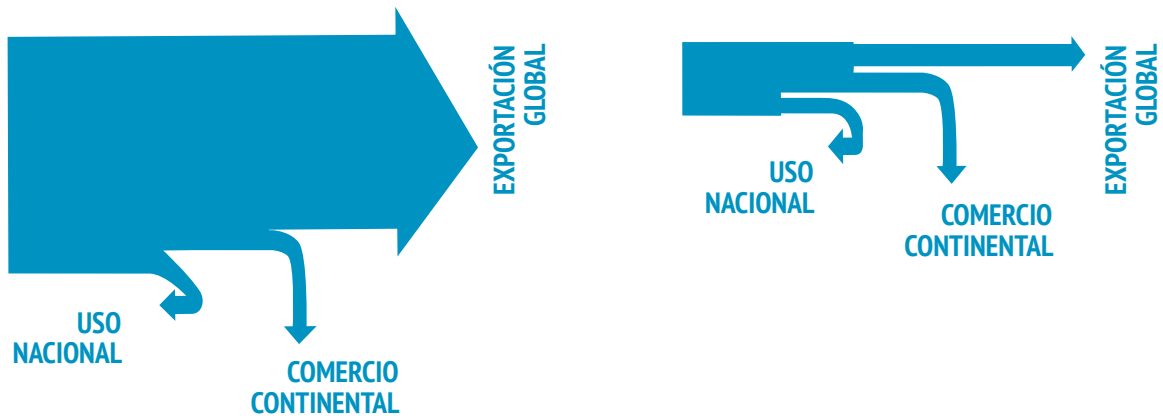 EXPORTACIÓN
GLOBAL
USO
NACIONAL
COMERCIO
CONTINENTAL
EXPORTACIÓN
GLOBAL
USO
NACIONAL
COMERCIO
CONTINENTAL